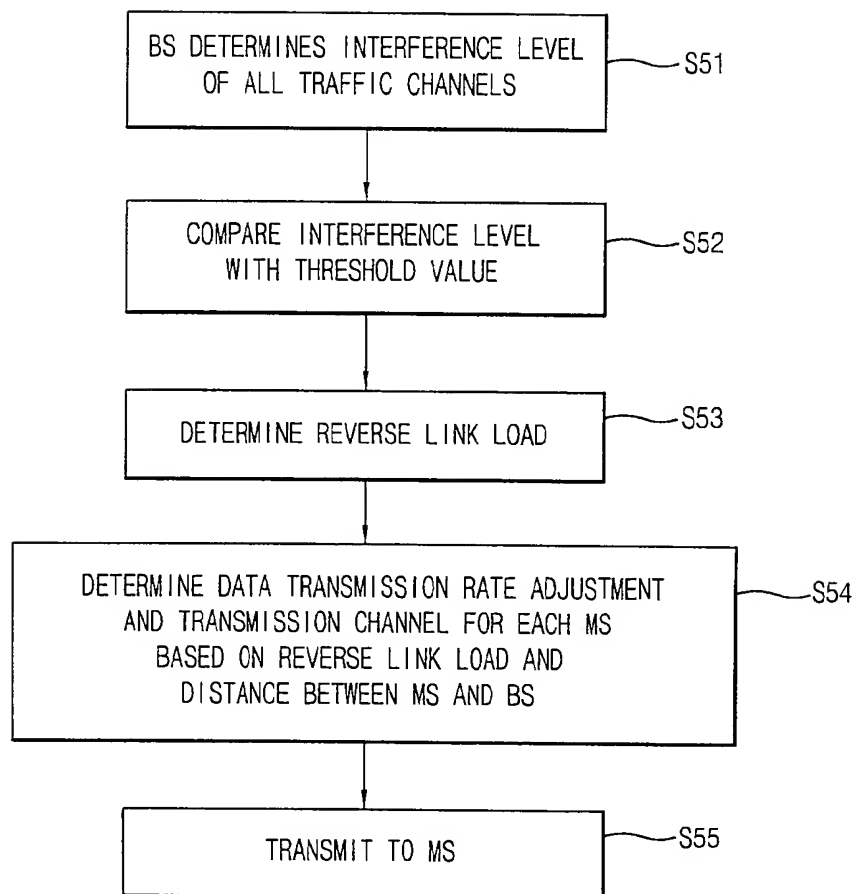 BS DETERMINES INTERFERENCE LEVEL
OF ALL TRAFFIC CHANNELS
S51
COMPARE INTERFERENCE LEVEL
WITH THRESHOLD VALUE
S52
DETERMINE REVERSE LINK LOAD
S53
DETERMINE DATA TRANSMISSION RATE ADJUSTMENT
AND TRANSMISSION CHANNEL FOR EACH MS
BASED ON REVERSE LINK LOAD AND
DISTANCE BETWEEN MS AND BS
S54
TRANSMIT TO MS
S55